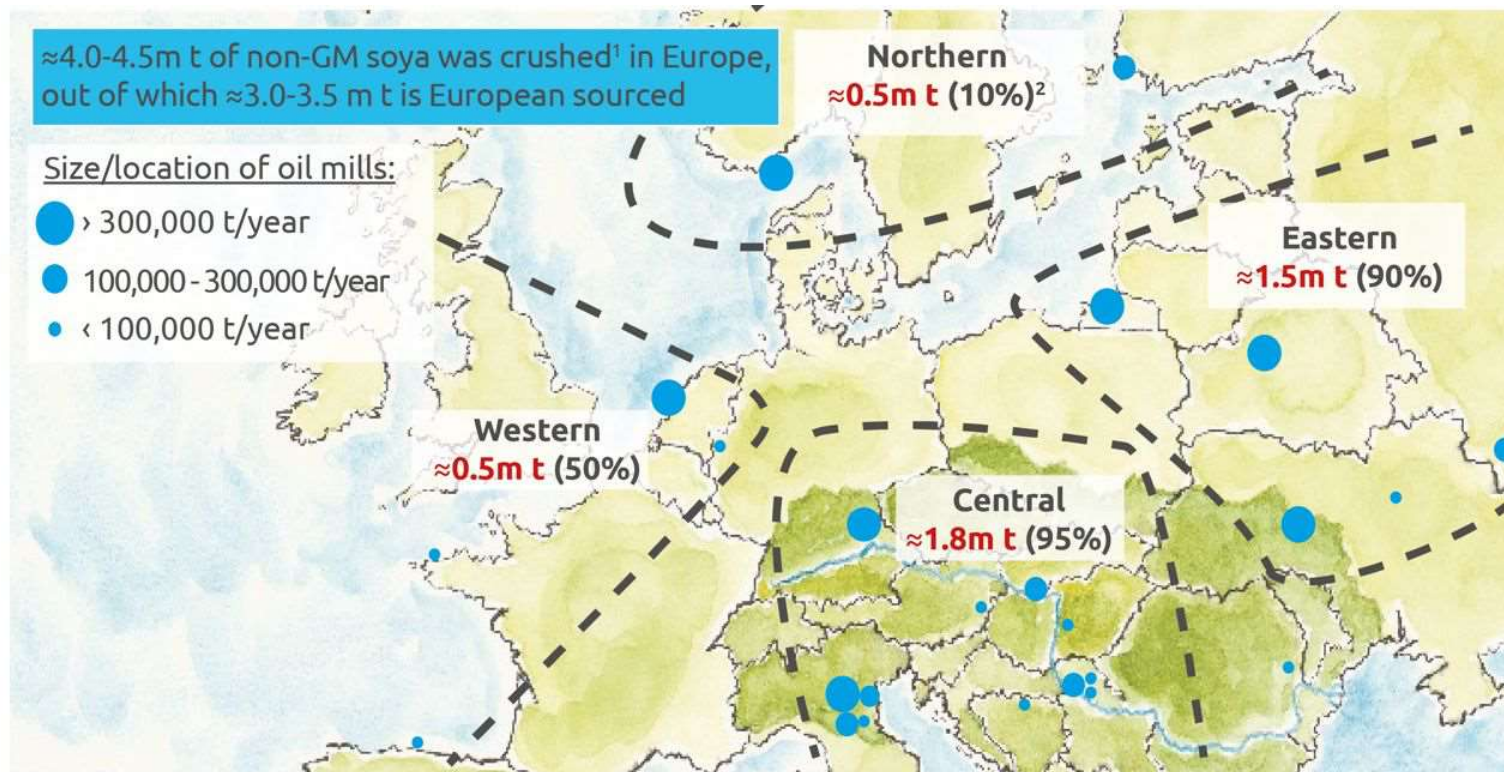 ≈4.0-4.5m t of non-GM soya was crushed¹ in Europe,
out of which ≈3.0-3.5 m t is European sourced
Size/location of oil mills:
› 300,000 t/year
100,000 - 300,000 t/year
‹ 100,000 t/year
Northern
≈0.5m t (10%)²
Eastern
≈1.5m t (90%)
Western
≈0.5m t (50%)
Central
≈1.8m t (95%)